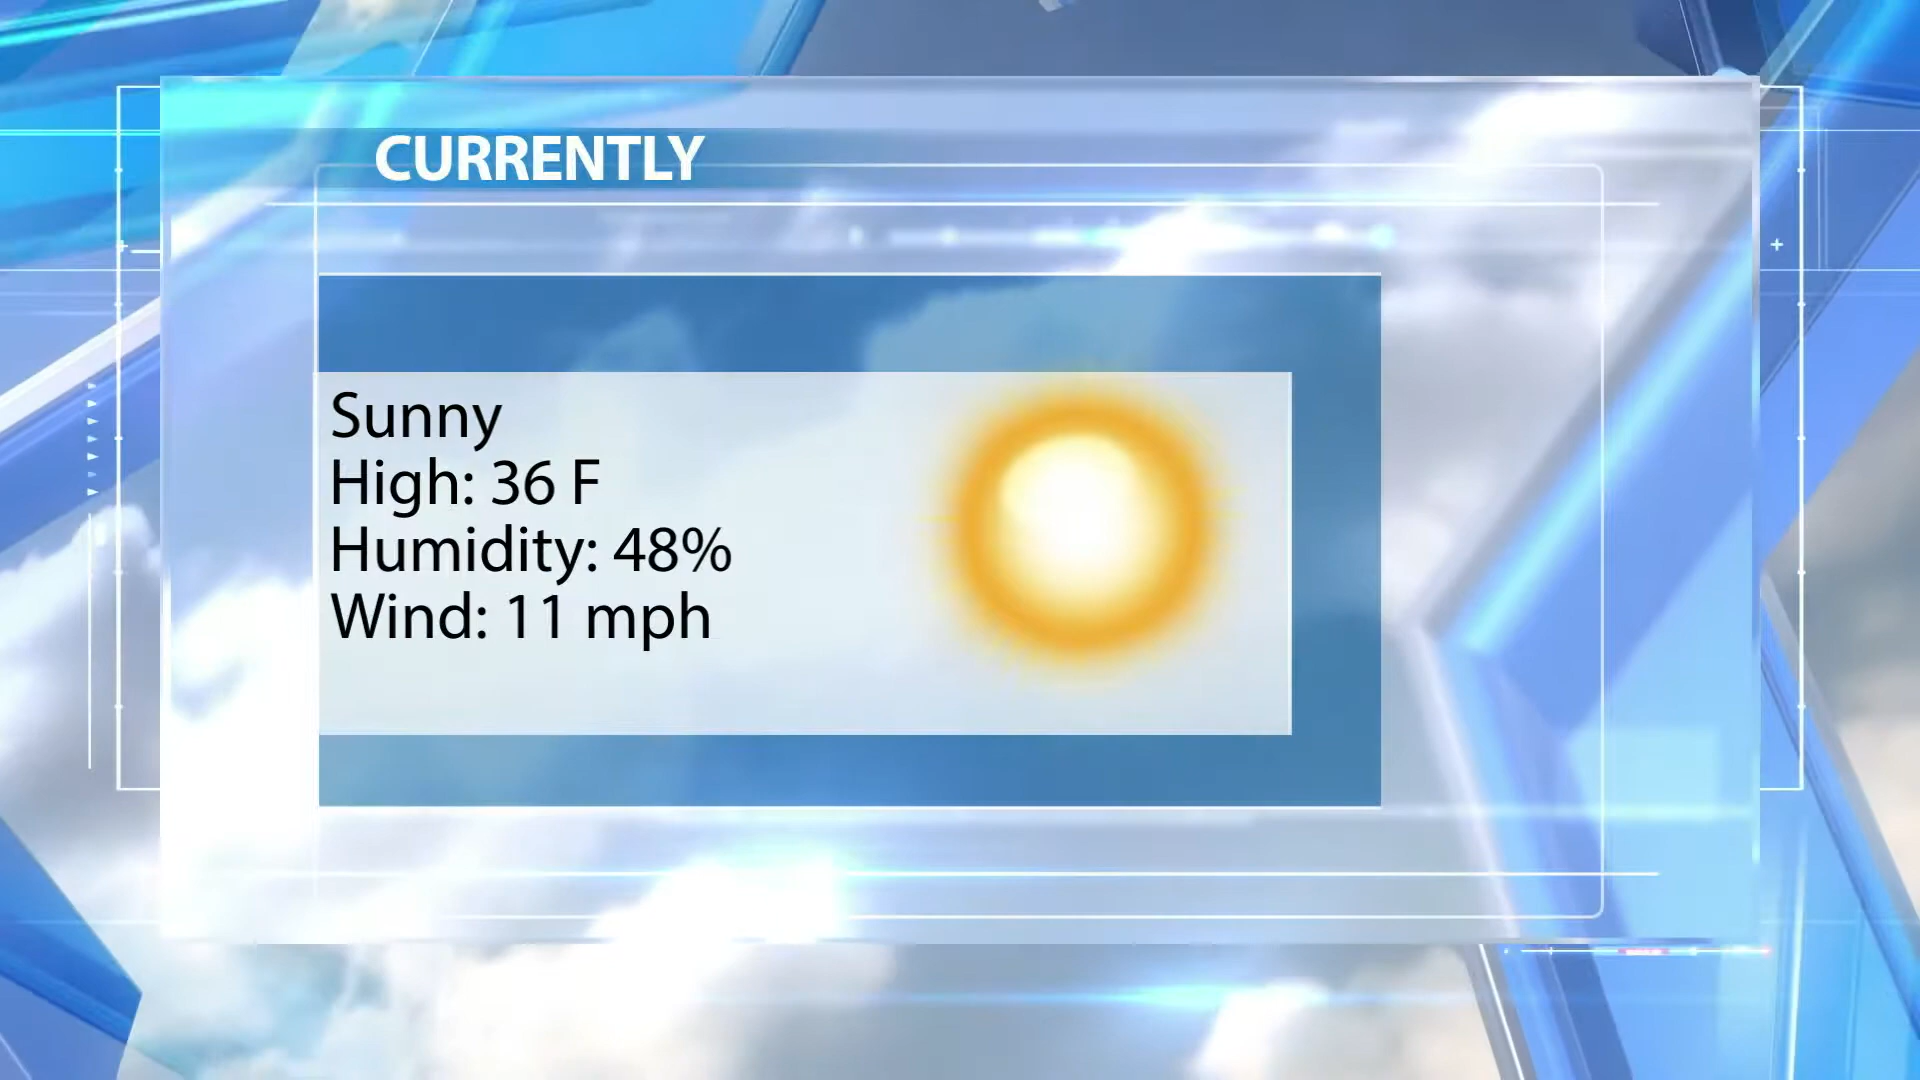 CURRENTLY
Sunny
High: 36 F
Humidity: 48%
Wind: 11 mph